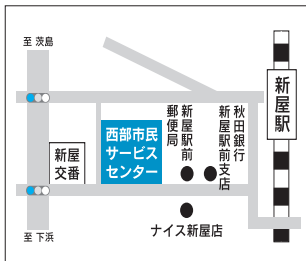 至 茨島
新屋駅
西部市民
サービス
センター
新屋
交番
新屋駅前
郵便局
秋田銀行
新屋駅前支店
ナイス新屋店
至 下浜